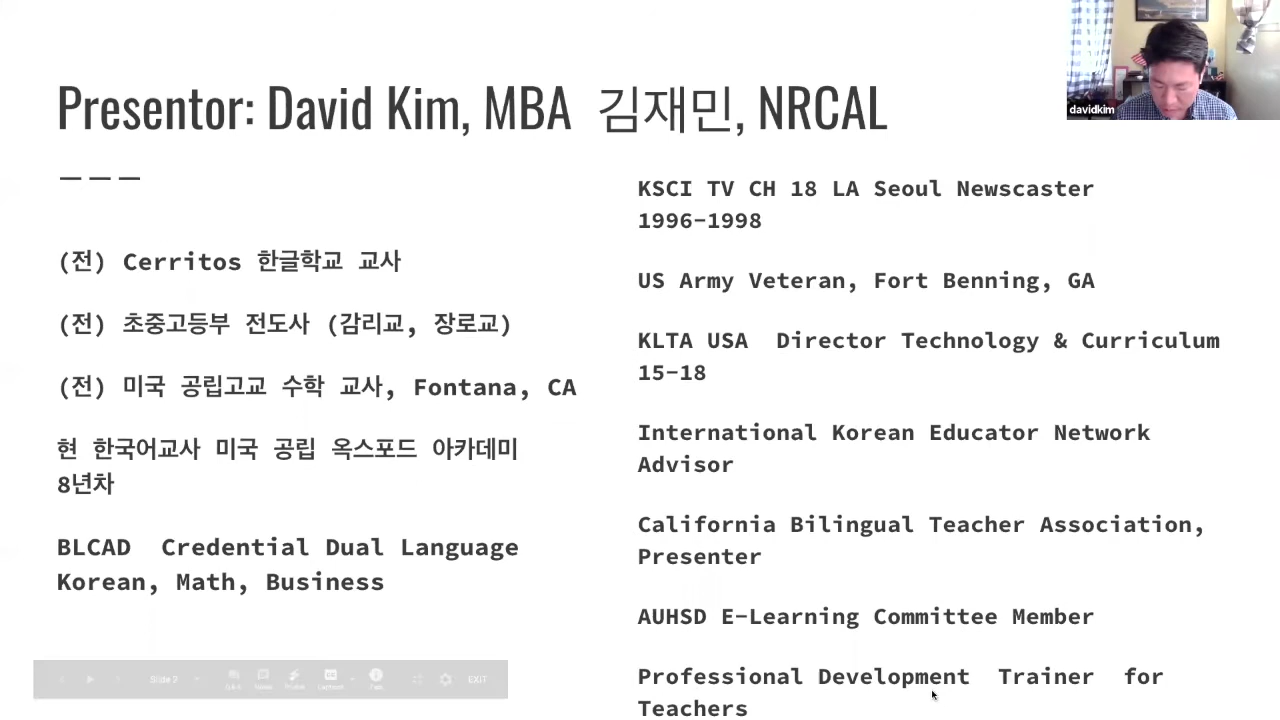 davidkim
Presentor: David Kim, MBA 김재민, NRCAL
(전) Cerritos 한글학교 교사
(전) 초중고등부 전도사 (감리교, 장로교)
(전) 미국 공립고교 수학 교사, Fontana, CA
현 한국어교사 미국 공립 옥스포드 아카데미
8년차
BLCAD Credential Dual Language
Korean, Math, Business
KSCI TV CH 18 LA Seoul Newscaster
1996-1998
US Army Veteran, Fort Benning, GA
KLTA USA Director Technology & Curriculum
15-18
International Korean Educator Network
Advisor
California Bilingual Teacher Association,
Presenter
AUHSD E-Learning Committee Member
Professional Development Trainer for
Teachers
Slide 2
EXIT